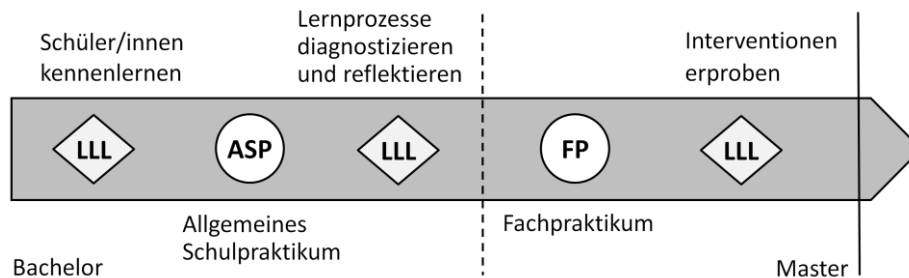 Schüler/innen
kennenlernen
Lernprozesse
diagnostizieren
und reflektieren
Interventionen
erproben
LLL
ASP
LLL
FP
LLL
Allgemeines
Schulpraktikum
Fachpraktikum
Bachelor
Master